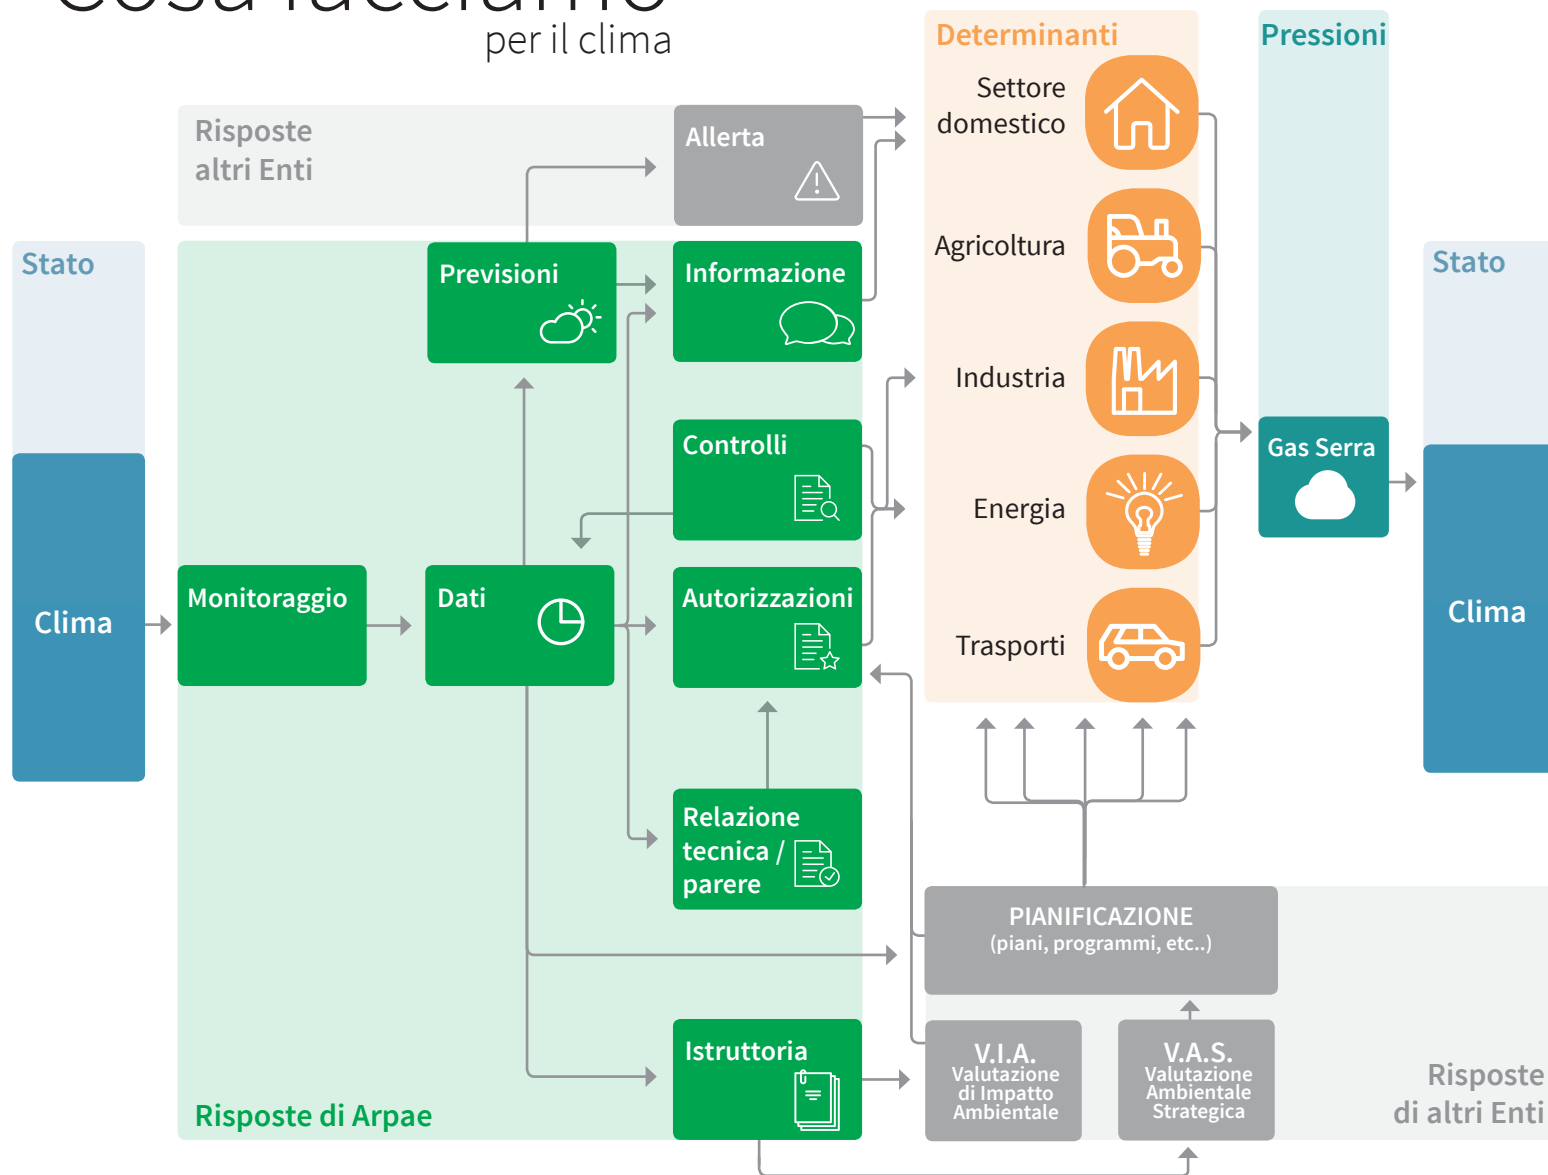 Cosa facciamo
per il clima
Risposte
altri Enti
Allerta
Determinanti
Settore
domestico
Agricoltura
Industria
Energia
Trasporti
Pressioni
Gas Serra
Stato
Clima
Stato
Clima
Previsioni
Informazione
Controlli
Monitoraggio
Dati
Autorizzazioni
Relazione
tecnica /
parere
Istruttoria
Risposte di Arpae
PIANIFICAZIONE
(piani, programmi, etc..)
V.I.A.
Valutazione
di Impatto
Ambientale
V.A.S.
Valutazione
Ambientale
Strategica
Risposte
di altri Enti